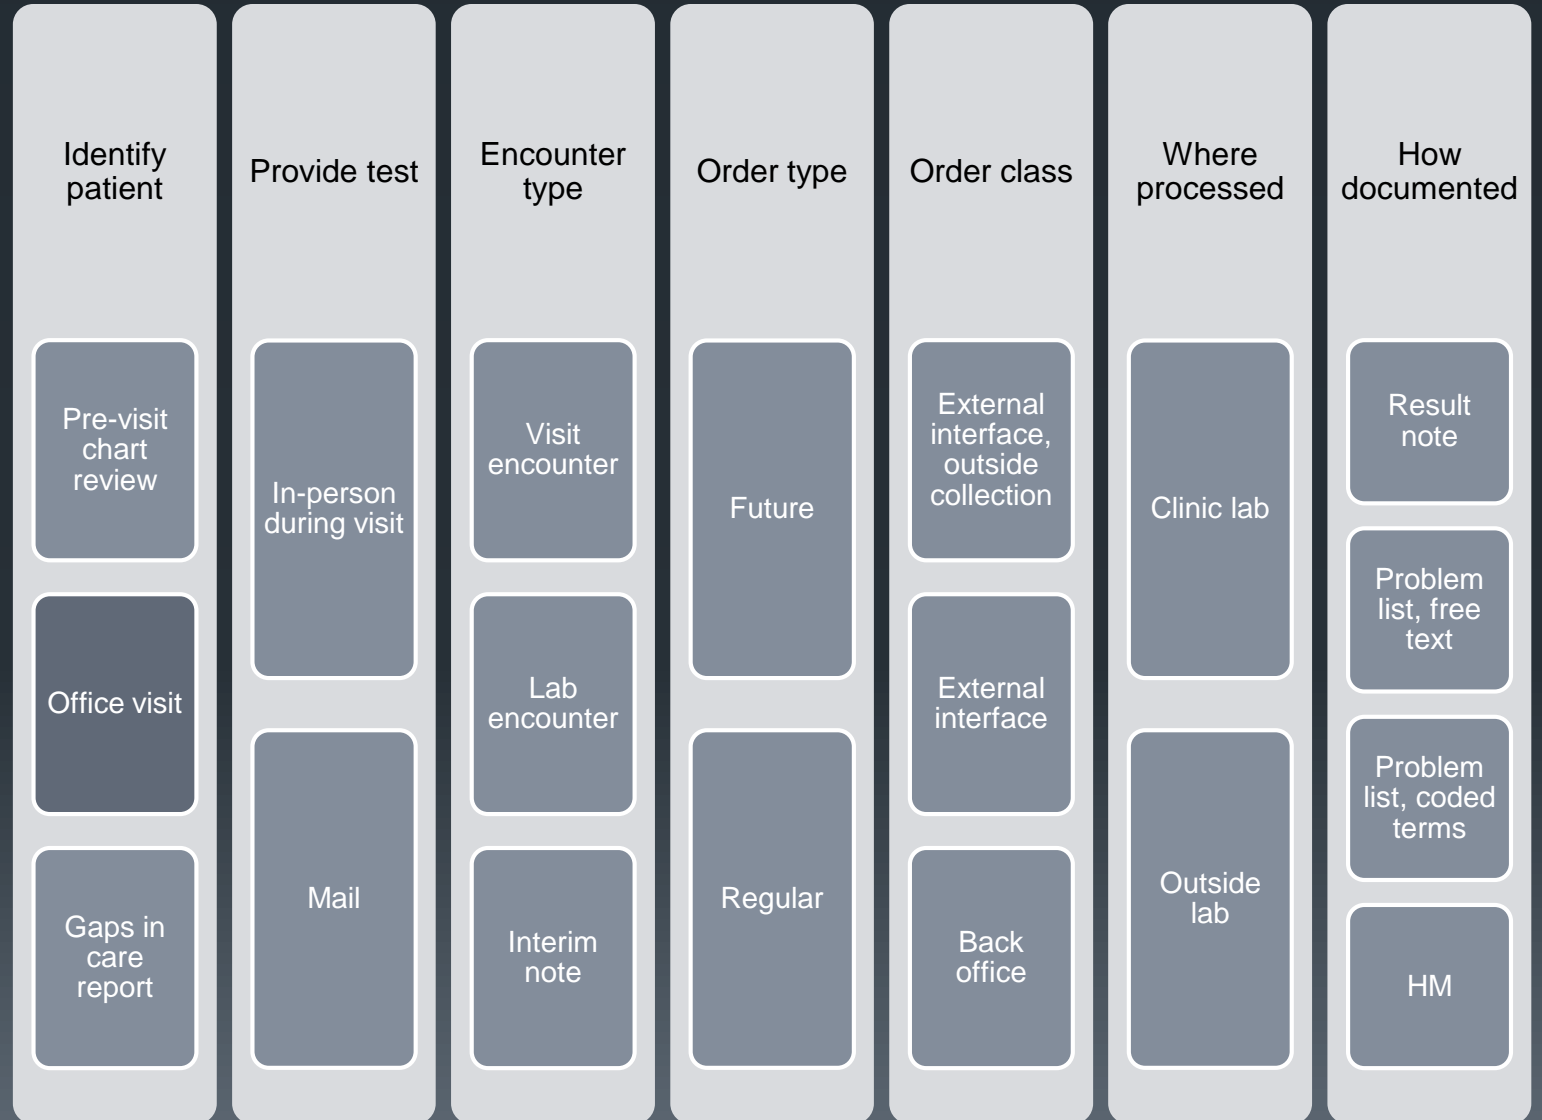 Identify
patient
Pre-visit
chart
review
Office visit
Gaps in
care
report
Provide test
In-person
during visit
Mail
Encounter
type
Visit
encounter
Lab
encounter
Interim
note
Order type
Future
Regular
Order class
External
interface,
outside
collection
External
interface
Back
office
Where
processed
Clinic lab
Outside
lab
How
documented
Result
note
Problem
list, free
text
Problem
list, coded
terms
HM